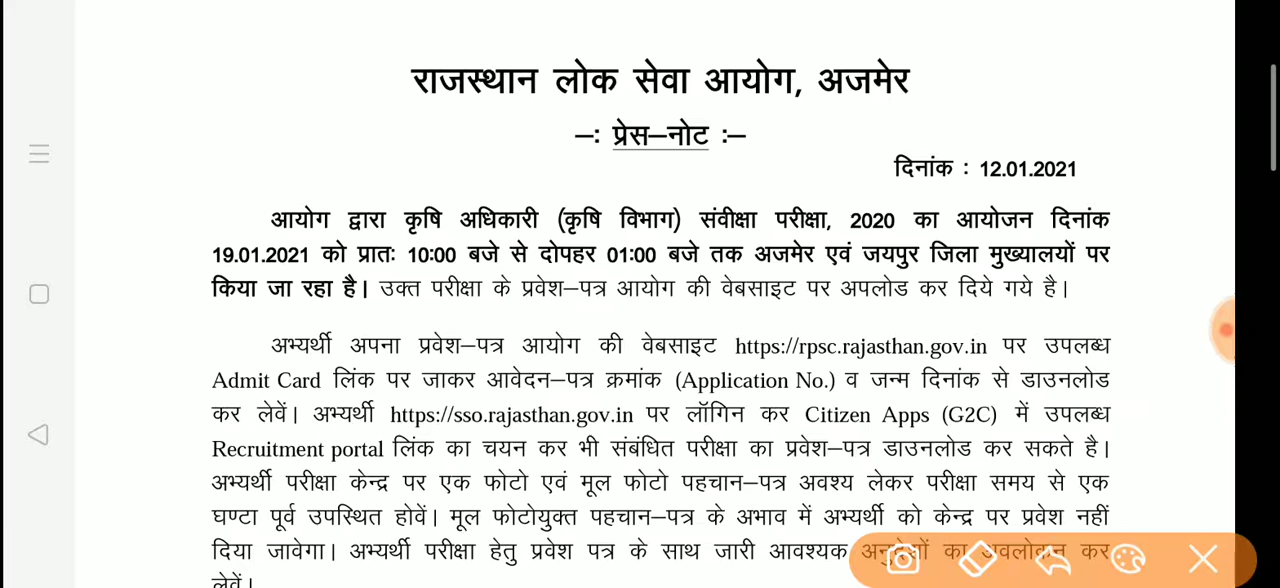 राजस्थान लोक सेवा आयोग, अजमेर
–: प्रेस–नोट :–
दिनांक : 12.01.2021
आयोग द्वारा कृषि अधिकारी (कृषि विभाग) संवीक्षा परीक्षा, 2020 का आयोजन दिनांक
19.01.2021 को प्रातः 10:00 बजे से दोपहर 01:00 बजे तक अजमेर एवं जयपुर जिला मुख्यालयों पर
किया जा रहा है। उक्त परीक्षा के प्रवेश–पत्र आयोग की वेबसाइट पर अपलोड कर दिये गये है।
अभ्यर्थी अपना प्रवेश–पत्र आयोग की वेबसाइट https://rpsc.rajasthan.gov.in पर उपलब्ध
Admit Card लिंक पर जाकर आवेदन–पत्र क्रमांक (Application No.) व जन्म दिनांक से डाउनलोड
कर लेवें। अभ्यर्थी https://sso.rajasthan.gov.in पर लॉगिन कर Citizen Apps (G2C) में उपलब्ध
Recruitment portal लिंक का चयन कर भी संबंधित परीक्षा का प्रवेश–पत्र डाउनलोड कर सकते है।
अभ्यर्थी परीक्षा केन्द्र पर एक फोटो एवं मूल फोटो पहचान–पत्र अवश्य लेकर परीक्षा समय से एक
घण्टा पूर्व उपस्थित होवें। मूल फोटोयुक्त पहचान–पत्र के अभाव में अभ्यर्थी को केन्द्र पर प्रवेश नहीं
दिया जावेगा। अभ्यर्थी परीक्षा हेतु प्रवेश पत्र के साथ जारी आवश्यक अनुदेशों का अवलोकन कर
लेवें।